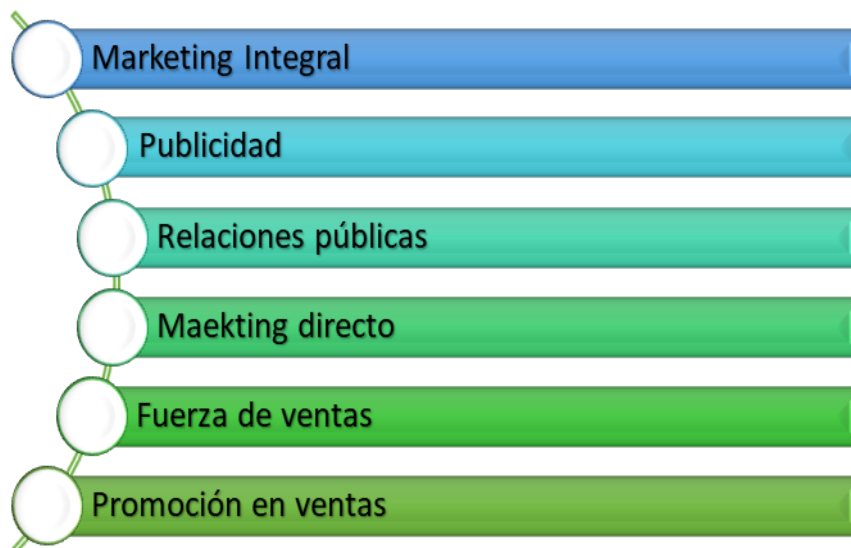 Marketing Integral
Publicidad
Relaciones públicas
Maekting directo
Fuerza de ventas
Promoción en ventas